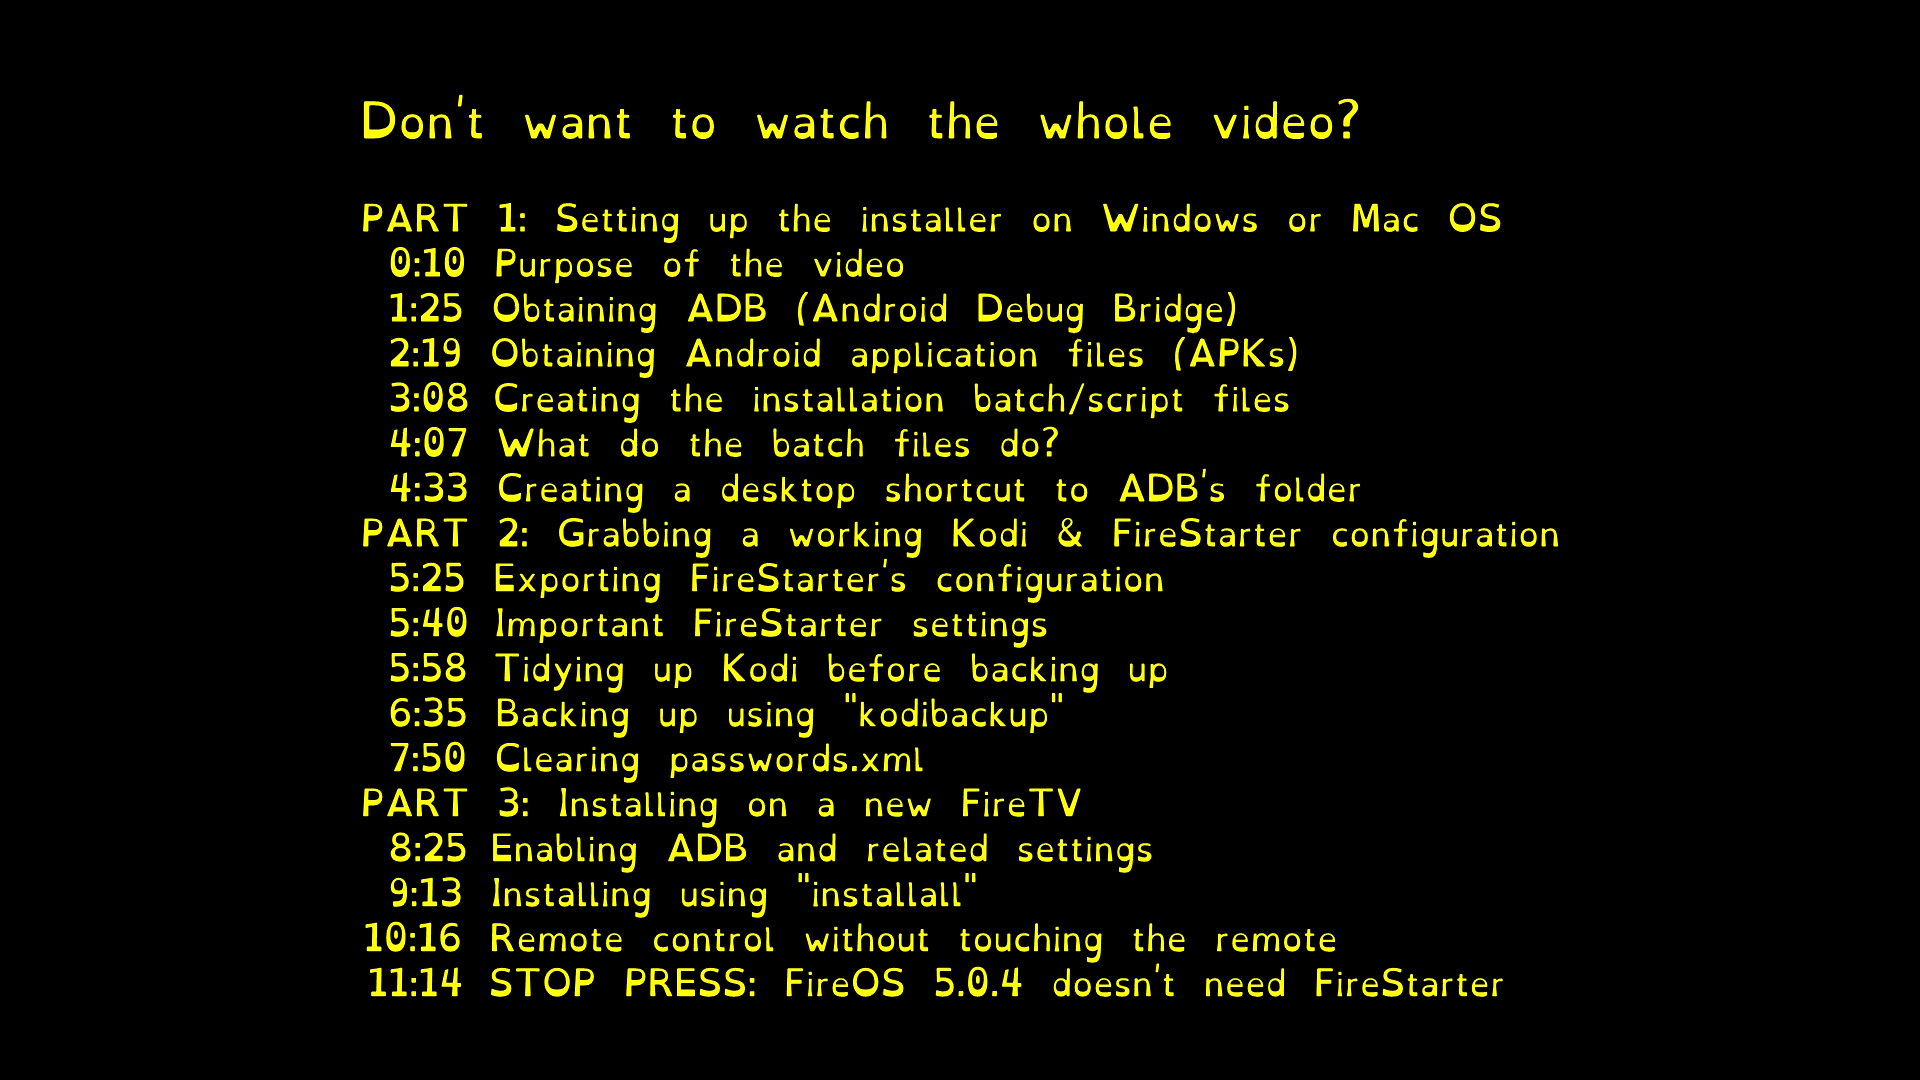 Don't want to watch the whole video?
PART 1: Setting up the installer on Windows or Mac OS
0:10 Purpose of the video
1:25 Obtaining ADB (Android Debug Bridge)
2:19 Obtaining Android application files (APKs)
3:08 Creating the installation batch/script files
4:07 What do the batch files do?
4:33 Creating a desktop shortcut to ADB's folder
PART 2: Grabbing a working Kodi & FireStarter configuration
5:25 Exporting FireStarter's configuration
5:40 Important FireStarter settings
5:58 Tidying up Kodi before backing up
6:35 Backing up using "kodibackup"
7:50 Clearing passwords.xml
PART 3: Installing on a new FireTV
8:25 Enabling ADB and related settings
9:13 Installing using "installall"
10:16 Remote control without touching the remote
11:14 STOP PRESS: FireOS 5.0.4 doesn't need FireStarter